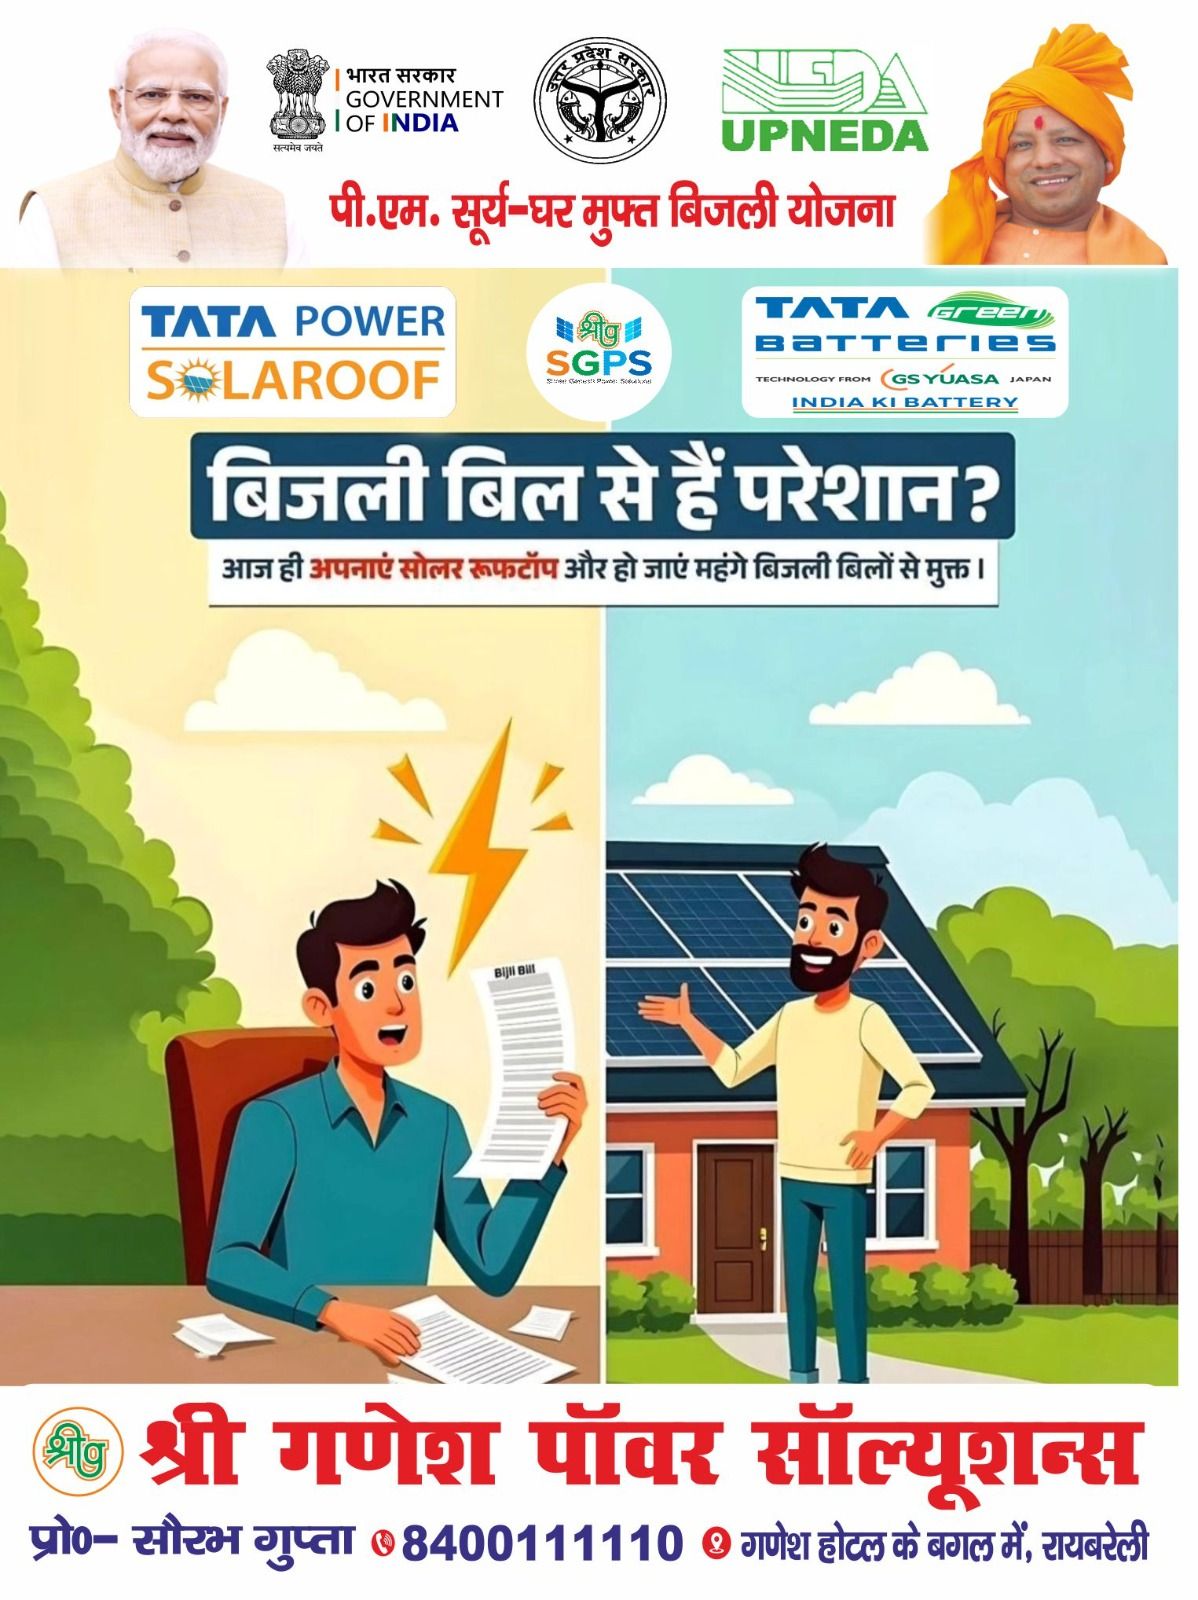 भारत सरकार
GOVERNMENT
OF INDIA
सत्यमेव जयते
उत्तर प्रदेश सरकार
NEDA
UPNEDA
पी.एम. सूर्य-घर मुफ्त बिजली योजना
TATA POWER
SOLAROOF
श्रीg
SGPS
Shree Ganesh Power Solutions
TATA Green
BATTERIES
TECHNOLOGY FROM GS YUASA JAPAN
INDIA KI BATTERY
बिजली बिल से हैं परेशान?
आज ही अपनाएं सोलर रूफटॉप और हो जाएं महंगे बिजली बिलों से मुक्त।
Bijli Bill
श्रीg श्री गणेश पॉवर सॉल्यूशन्स
प्रो०- सौरभ गुप्ता 8400111110 गणेश होटल के बगल में, रायबरेली